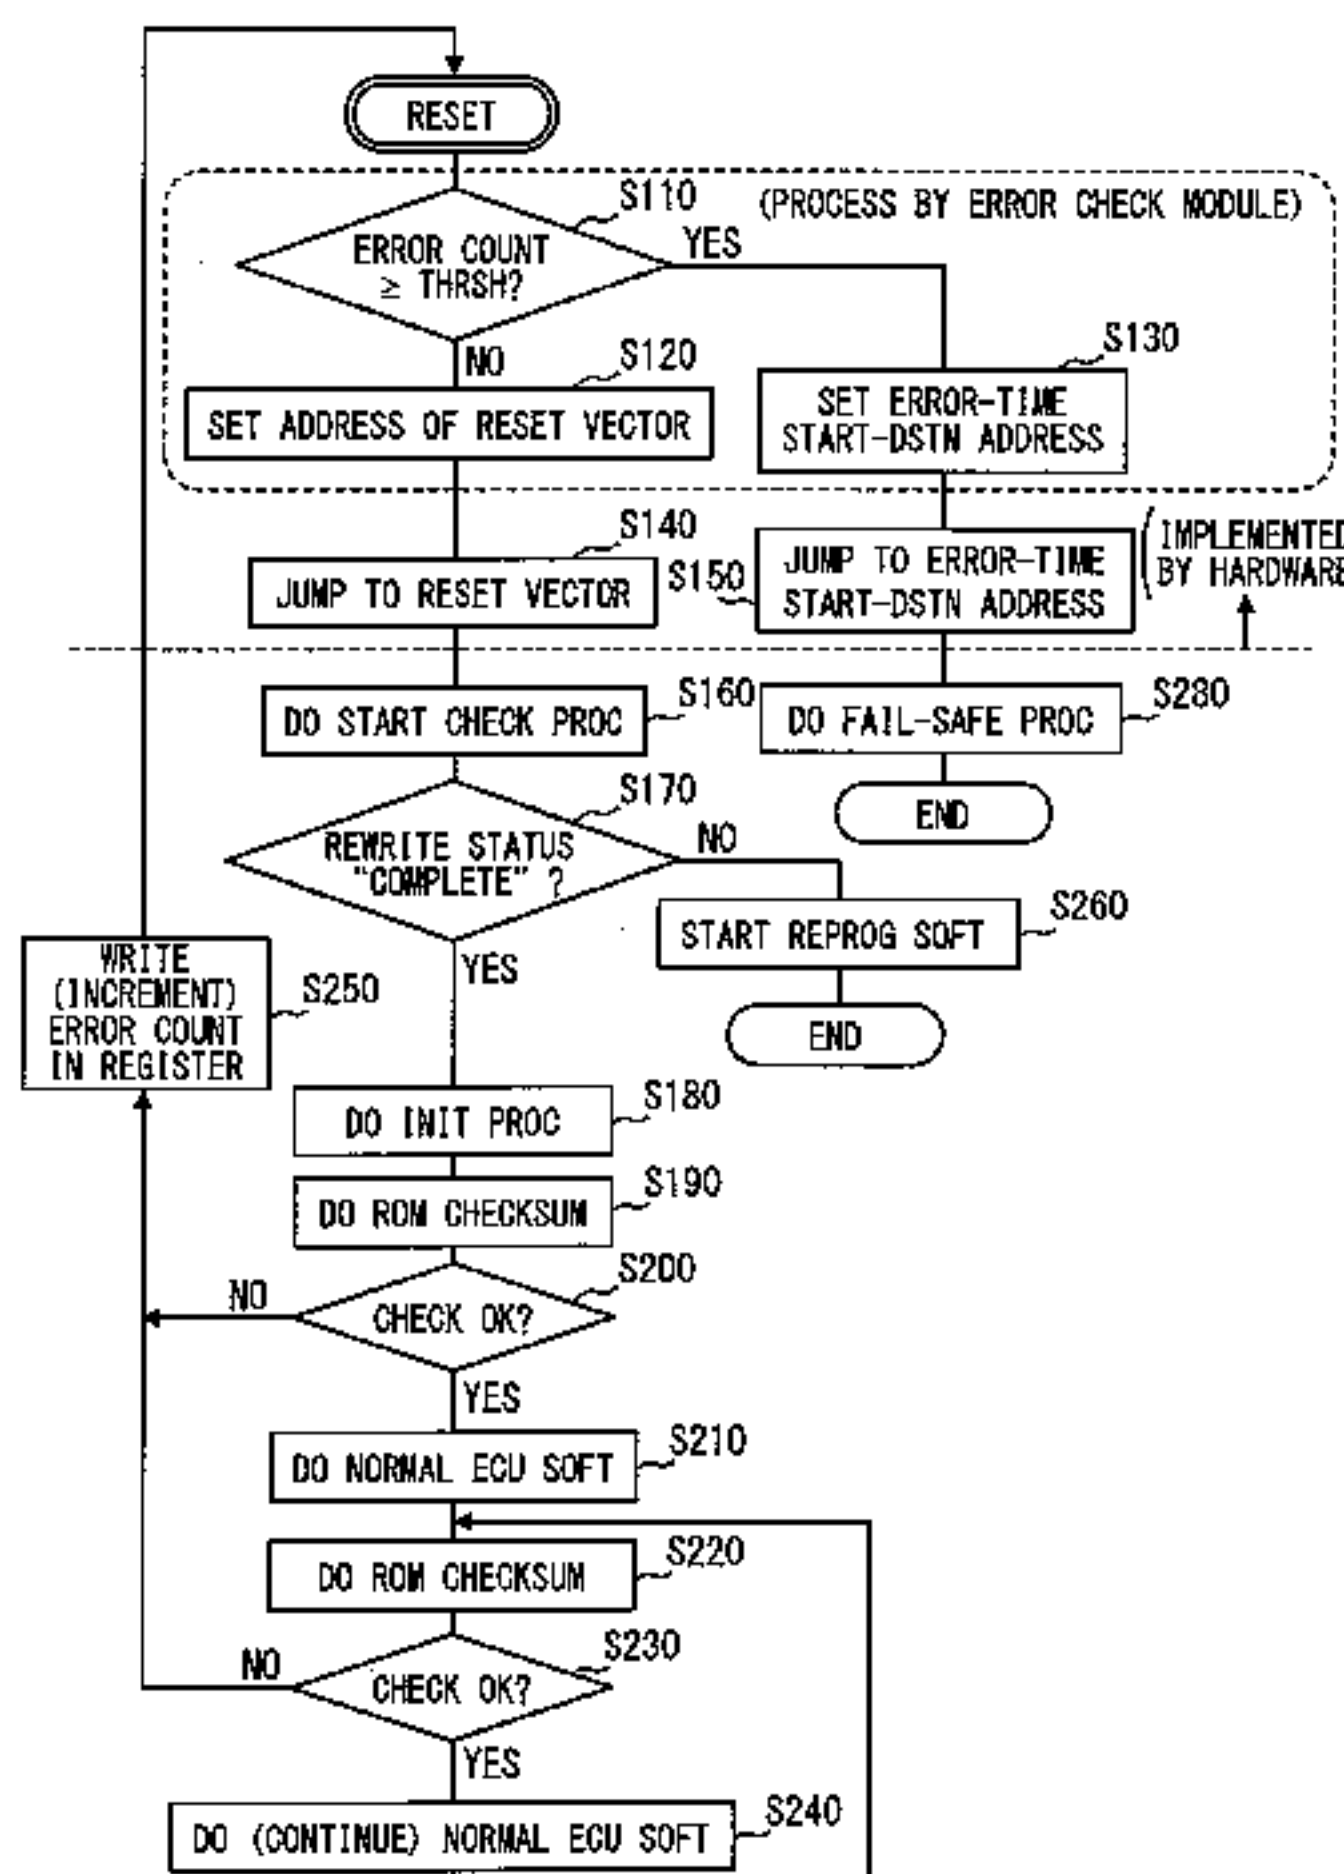 RESET
S110
(PROCESS BY ERROR CHECK MODULE)
ERROR COUNT
≥ THRSH?
YES
NO
S120
SET ADDRESS OF RESET VECTOR
S130
SET ERROR-TIME
START-DSTN ADDRESS
S140
JUMP TO RESET VECTOR
S150
JUMP TO ERROR-TIME
START-DSTN ADDRESS
(IMPLEMENTED
BY HARDWARE
S160
DO START CHECK PROC
S280
DO FAIL-SAFE PROC
END
S170
REWRITE STATUS
"COMPLETE" ?
NO
YES
S260
START REPROG SOFT
END
WRITE
(INCREMENT)
ERROR COUNT
IN REGISTER
S250
S180
DO INIT PROC
S190
DO ROM CHECKSUM
S200
CHECK OK?
NO
YES
S210
DO NORMAL ECU SOFT
S220
DO ROM CHECKSUM
S230
CHECK OK?
NO
YES
S240
DO (CONTINUE) NORMAL ECU SOFT